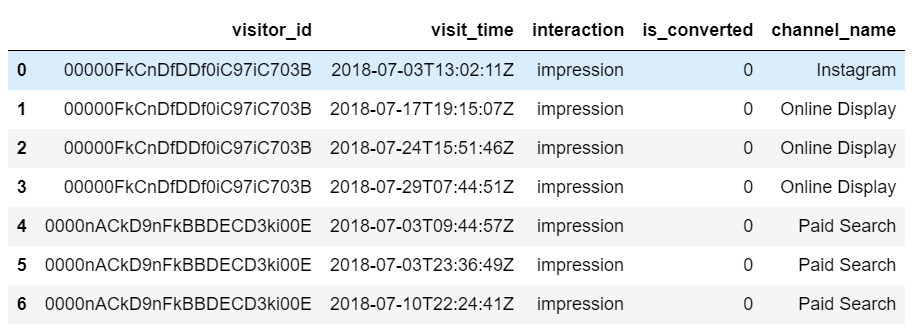 visitor_id visit_time interaction is_converted channel_name
0 00000FkCnDfDDf0iC97iC703B 2018-07-03T13:02:11Z impression 0 Instagram
1 00000FkCnDfDDf0iC97iC703B 2018-07-17T19:15:07Z impression 0 Online Display
2 00000FkCnDfDDf0iC97iC703B 2018-07-24T15:51:46Z impression 0 Online Display
3 00000FkCnDfDDf0iC97iC703B 2018-07-29T07:44:51Z impression 0 Online Display
4 0000nACkD9nFkBBDECD3ki00E 2018-07-03T09:44:57Z impression 0 Paid Search
5 0000nACkD9nFkBBDECD3ki00E 2018-07-03T23:36:49Z impression 0 Paid Search
6 0000nACkD9nFkBBDECD3ki00E 2018-07-10T22:24:41Z impression 0 Paid Search